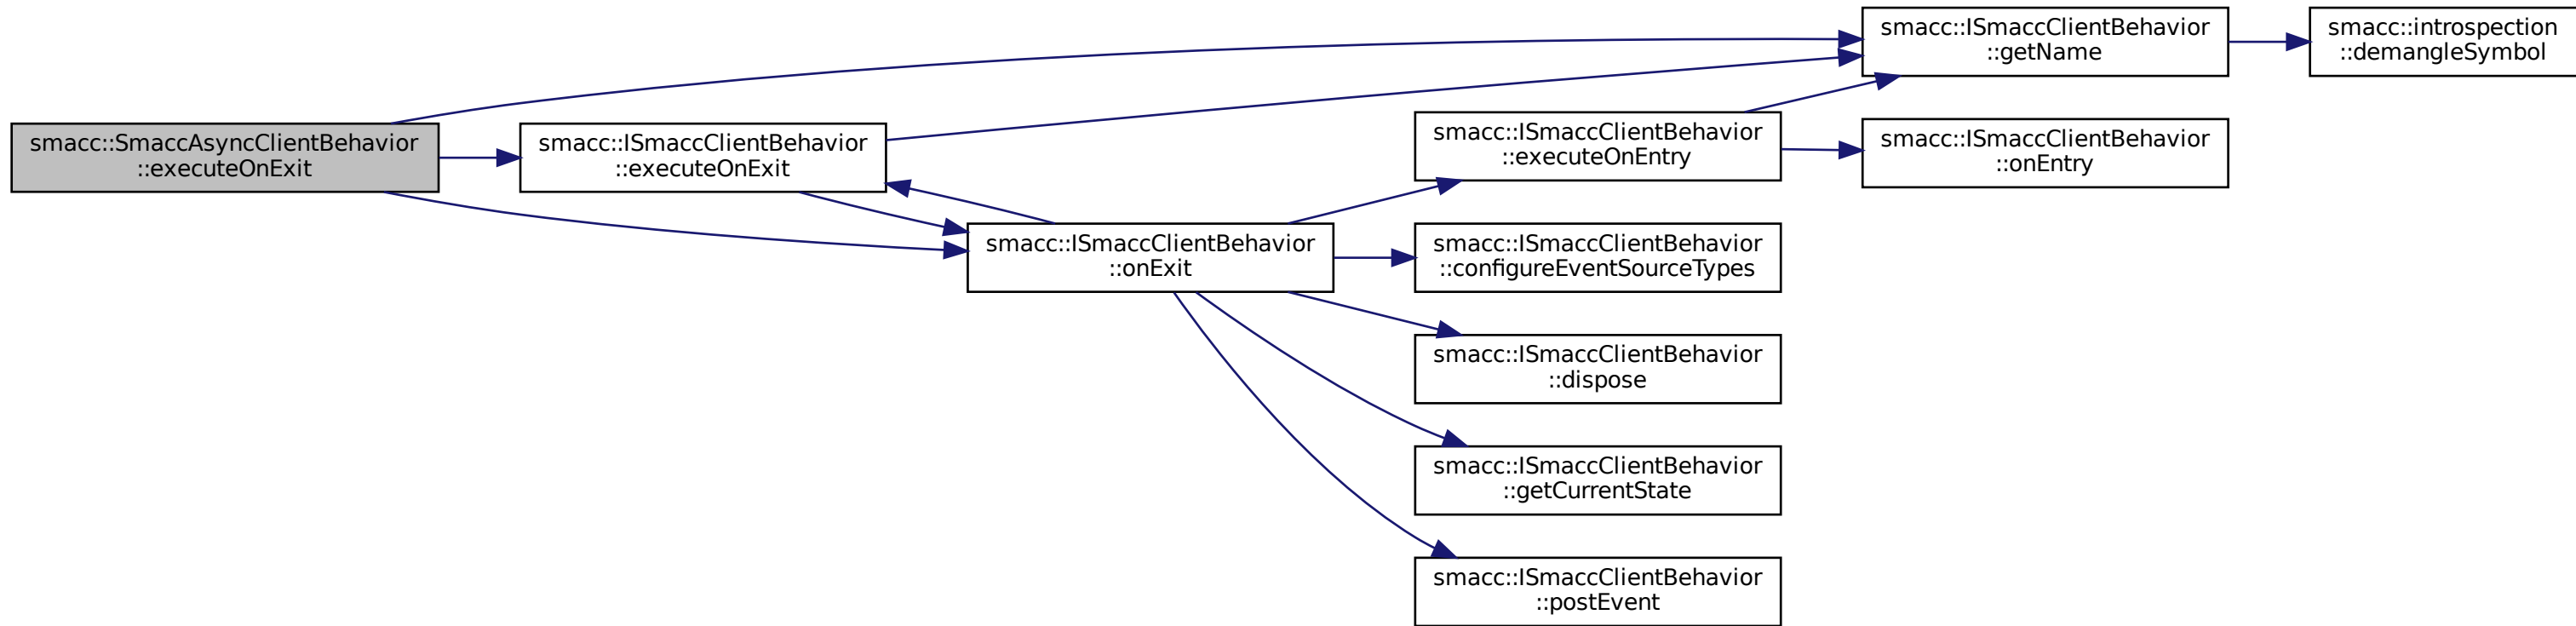 smacc::SmaccAsyncClientBehavior
::executeOnExit
smacc::ISmaccClientBehavior
::executeOnExit
smacc::ISmaccClientBehavior
::onExit
smacc::ISmaccClientBehavior
::executeOnEntry
smacc::ISmaccClientBehavior
::configureEventSourceTypes
smacc::ISmaccClientBehavior
::dispose
smacc::ISmaccClientBehavior
::getCurrentState
smacc::ISmaccClientBehavior
::postEvent
smacc::ISmaccClientBehavior
::getName
smacc::ISmaccClientBehavior
::onEntry
smacc::introspection
::demangleSymbol